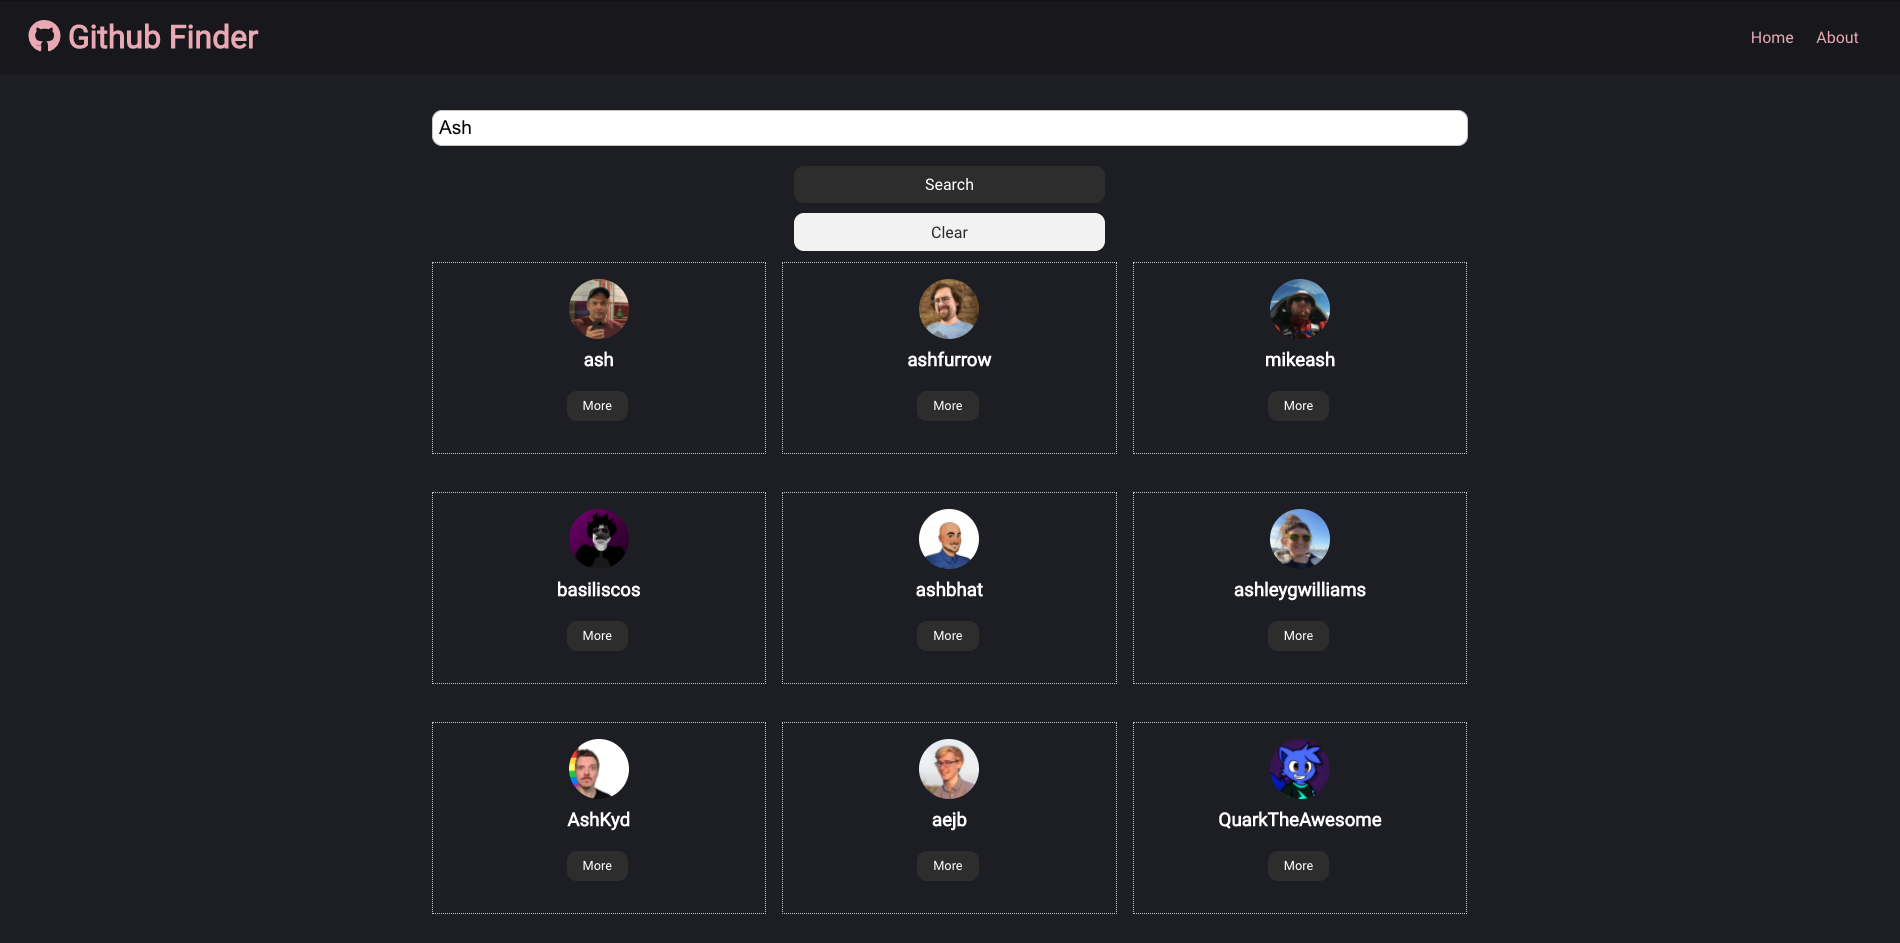 Github Finder
Home About
Ash
Search
Clear
ash ashfurrow mikeash
More More More
basiliscos ashbhat ashleygwilliams
More More More
AshKyd aejb QuarkTheAwesome
More More More